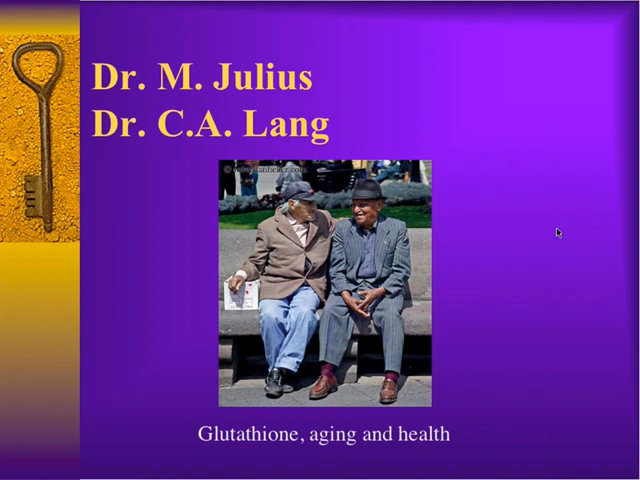 Dr. M. Julius
Dr. C.A. Lang
Glutathione, aging and health